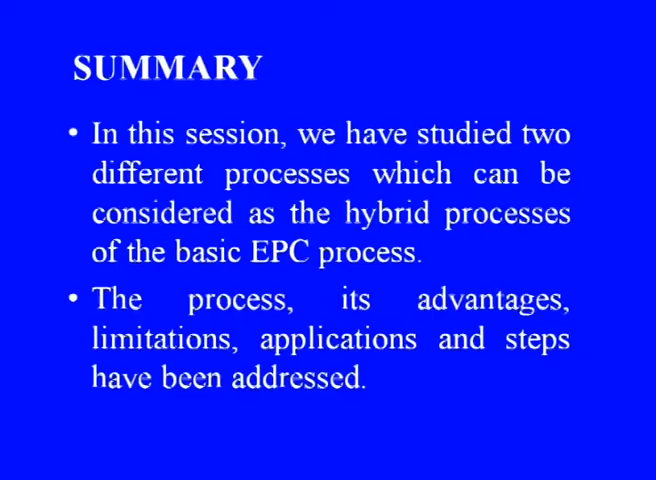 SUMMARY
• In this session, we have studied two
different processes which can be
considered as the hybrid processes
of the basic EPC process.
• The process, its advantages,
limitations, applications and steps
have been addressed.